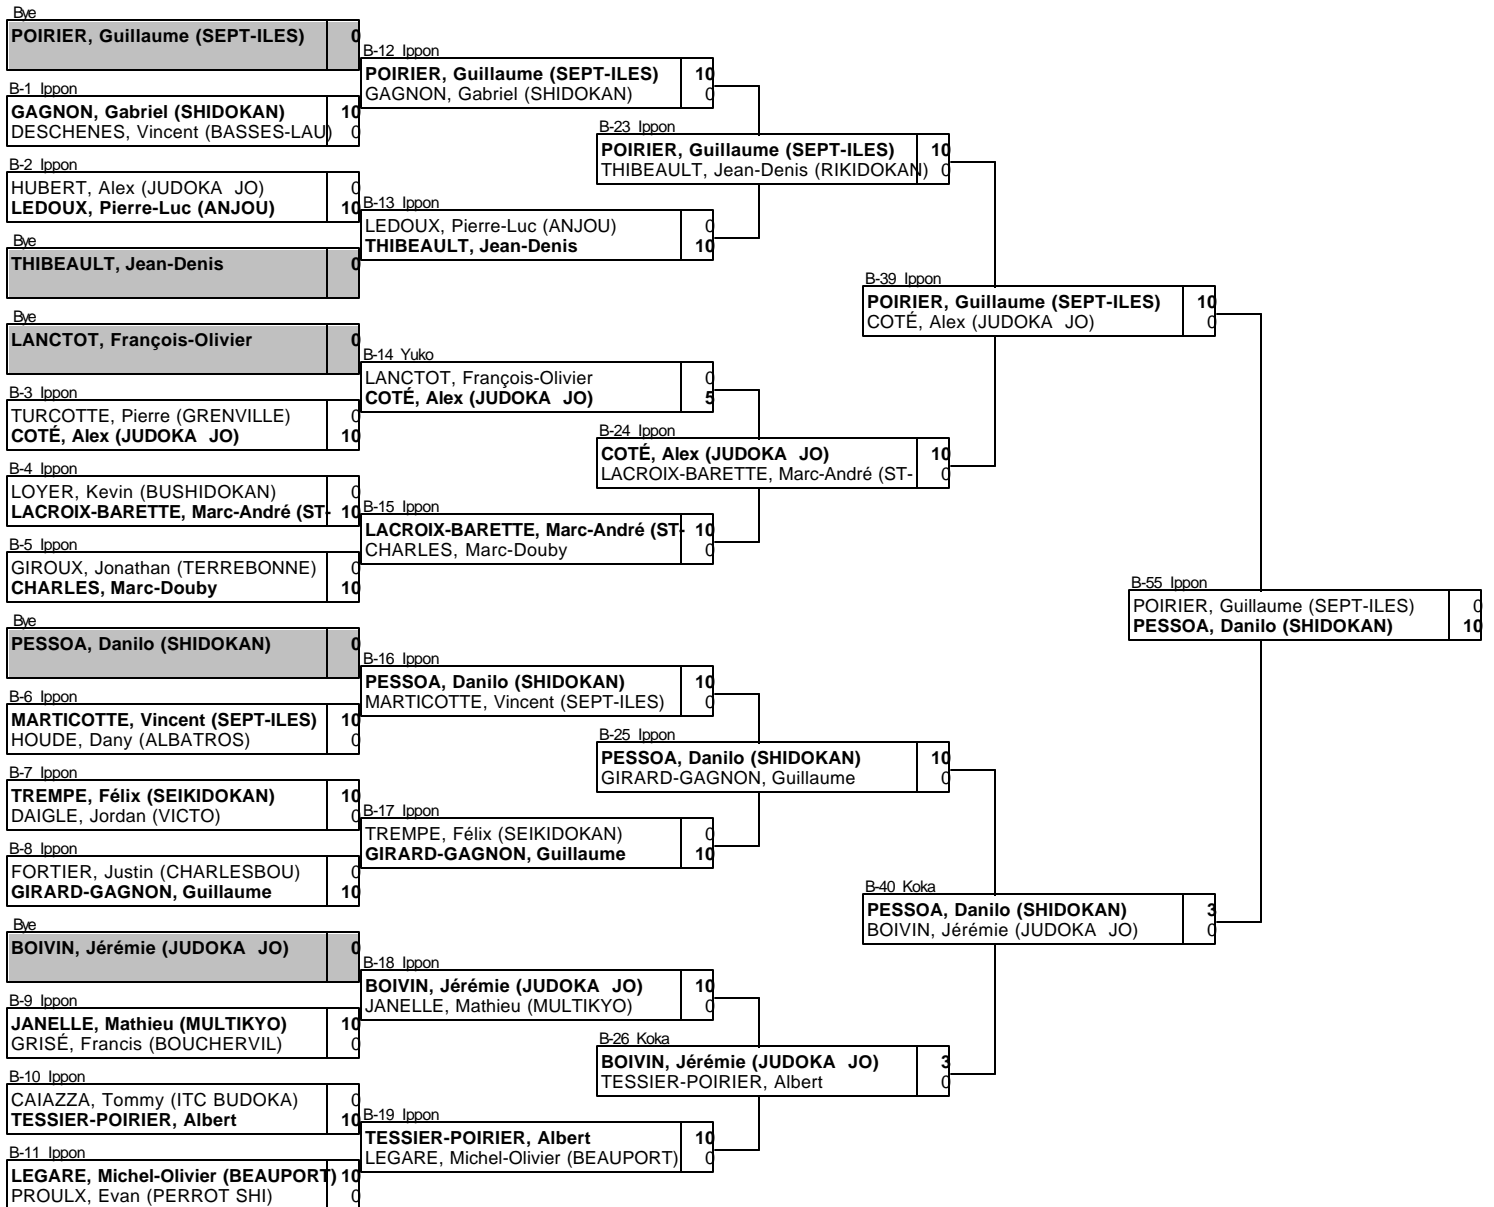 Bye
POIRIER, Guillaume (SEPT-ILES) 0
B-1 Ippon
GAGNON, Gabriel (SHIDOKAN) 10
DESCHENES, Vincent (BASSES-LAU) 0
B-2 Ippon
HUBERT, Alex (JUDOKA JO) 0
LEDOUX, Pierre-Luc (ANJOU) 10
Bye
THIBEAULT, Jean-Denis 0
Bye
LANCTOT, François-Olivier 0
B-3 Ippon
TURCOTTE, Pierre (GRENVILLE) 0
COTÉ, Alex (JUDOKA JO) 10
B-4 Ippon
LOYER, Kevin (BUSHIDOKAN) 0
LACROIX-BARETTE, Marc-André (ST- 10
B-5 Ippon
GIROUX, Jonathan (TERREBONNE) 0
CHARLES, Marc-Douby 10
Bye
PESSOA, Danilo (SHIDOKAN) 0
B-6 Ippon
MARTICOTTE, Vincent (SEPT-ILES) 10
HOUDE, Dany (ALBATROS) 0
B-7 Ippon
TREMPE, Félix (SEIKIDOKAN) 10
DAIGLE, Jordan (VICTO) 0
B-8 Ippon
FORTIER, Justin (CHARLESBOU) 0
GIRARD-GAGNON, Guillaume 10
Bye
BOIVIN, Jérémie (JUDOKA JO) 0
B-9 Ippon
JANELLE, Mathieu (MULTIKYO) 10
GRISÉ, Francis (BOUCHERVIL) 0
B-10 Ippon
CAIAZZA, Tommy (ITC BUDOKA) 0
TESSIER-POIRIER, Albert 10
B-11 Ippon
LEGARE, Michel-Olivier (BEAUPORT) 10
PROULX, Evan (PERROT SHI) 0
B-12 Ippon
POIRIER, Guillaume (SEPT-ILES) 10
GAGNON, Gabriel (SHIDOKAN) 0
B-13 Ippon
LEDOUX, Pierre-Luc (ANJOU) 0
THIBEAULT, Jean-Denis 10
B-14 Yuko
LANCTOT, François-Olivier 0
COTÉ, Alex (JUDOKA JO) 5
B-15 Ippon
LACROIX-BARETTE, Marc-André (ST- 10
CHARLES, Marc-Douby 0
B-16 Ippon
PESSOA, Danilo (SHIDOKAN) 10
MARTICOTTE, Vincent (SEPT-ILES) 0
B-17 Ippon
TREMPE, Félix (SEIKIDOKAN) 0
GIRARD-GAGNON, Guillaume 10
B-18 Ippon
BOIVIN, Jérémie (JUDOKA JO) 10
JANELLE, Mathieu (MULTIKYO) 0
B-19 Ippon
TESSIER-POIRIER, Albert 10
LEGARE, Michel-Olivier (BEAUPORT) 0
B-23 Ippon
POIRIER, Guillaume (SEPT-ILES) 10
THIBEAULT, Jean-Denis (RIKIDOKAN) 0
B-24 Ippon
COTÉ, Alex (JUDOKA JO) 10
LACROIX-BARETTE, Marc-André (ST- 0
B-25 Ippon
PESSOA, Danilo (SHIDOKAN) 10
GIRARD-GAGNON, Guillaume 0
B-26 Koka
BOIVIN, Jérémie (JUDOKA JO) 3
TESSIER-POIRIER, Albert 0
B-39 Ippon
POIRIER, Guillaume (SEPT-ILES) 10
COTÉ, Alex (JUDOKA JO) 0
B-40 Koka
PESSOA, Danilo (SHIDOKAN) 3
BOIVIN, Jérémie (JUDOKA JO) 0
B-55 Ippon
POIRIER, Guillaume (SEPT-ILES) 0
PESSOA, Danilo (SHIDOKAN) 10